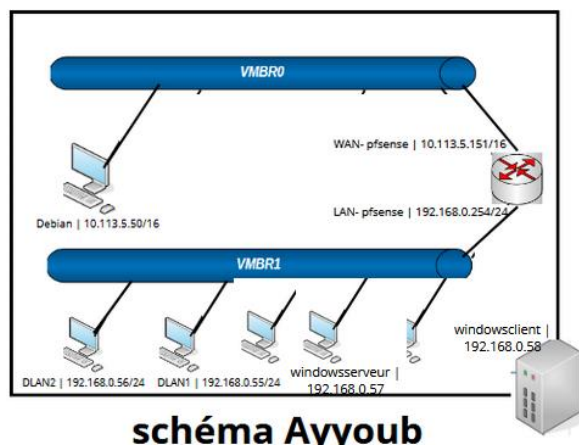 VMBR0
WAN- pfsense | 10.113.5.151/16
LAN- pfsense | 192.168.0.254/24
Debian | 10.113.5.50/16
VMBR1
windowsclient |
192.168.0.58
DLAN2 | 192.168.0.56/24
DLAN1 | 192.168.0.55/24
windowsserveur |
192.168.0.57
schéma Ayyoub